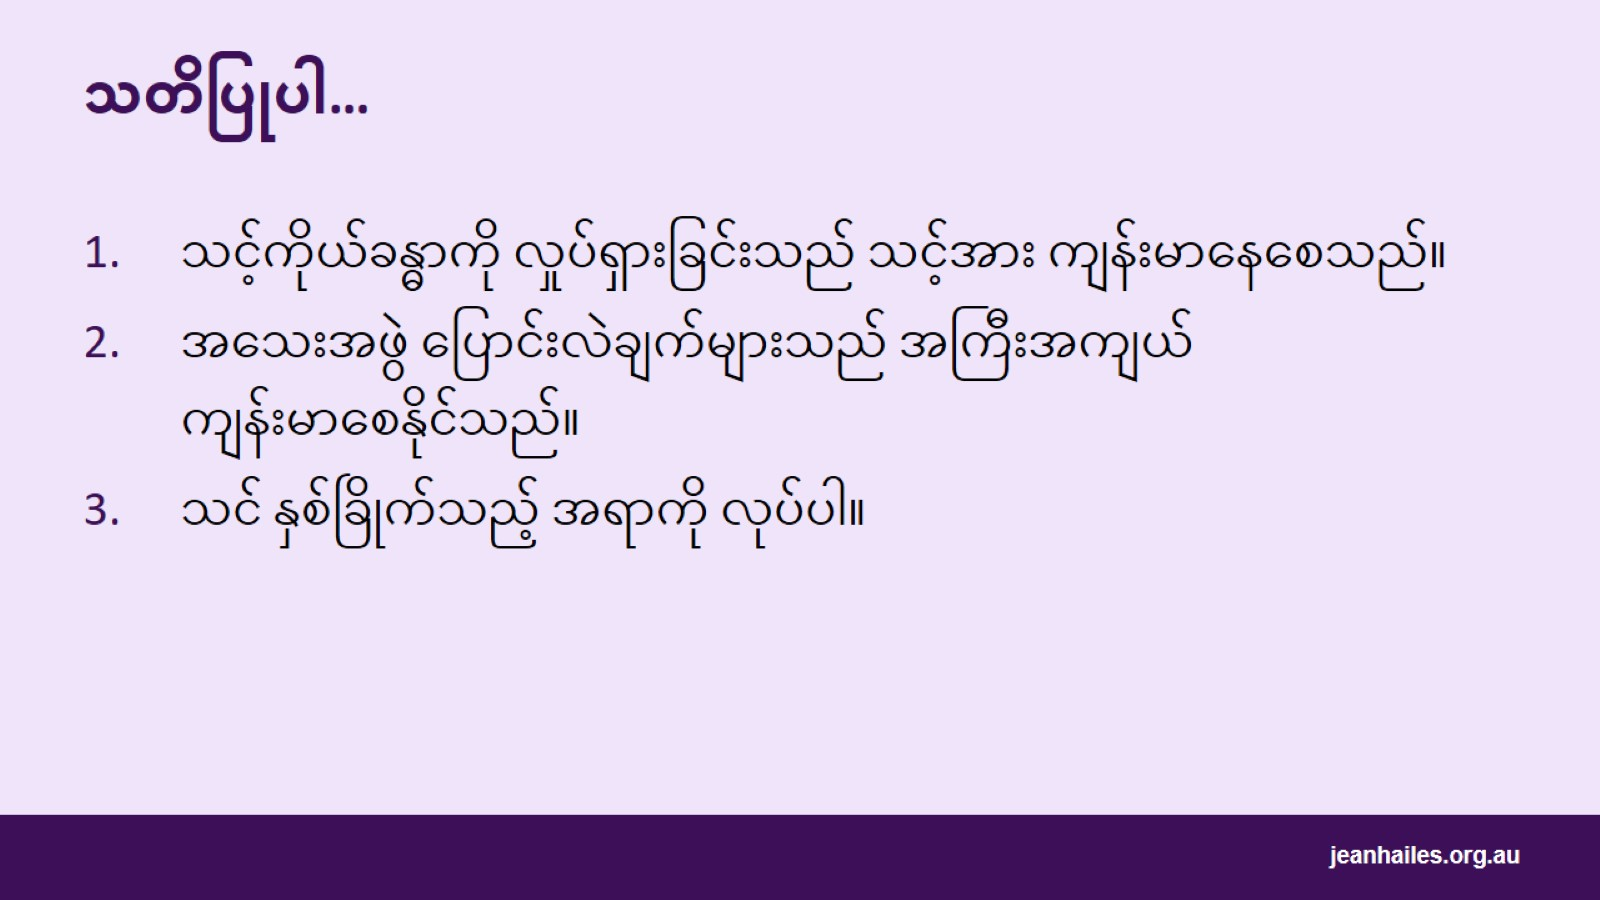 သတိပြုပါ...
1. သင့်ကိုယ်ခန္ဓာကို လှုပ်ရှားခြင်းသည် သင့်အား ကျန်းမာနေစေသည်။
2. အသေးအဖွဲ ပြောင်းလဲချက်များသည် အကြီးအကျယ်
ကျန်းမာစေနိုင်သည်။
3. သင် နှစ်ခြိုက်သည့် အရာကို လုပ်ပါ။
jeanhailes.org.au